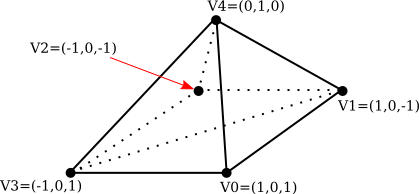 V4=(0,1,0)
V2=(-1,0,-1)
V1=(1,0,-1)
V3=(-1,0,1)
V0=(1,0,1)